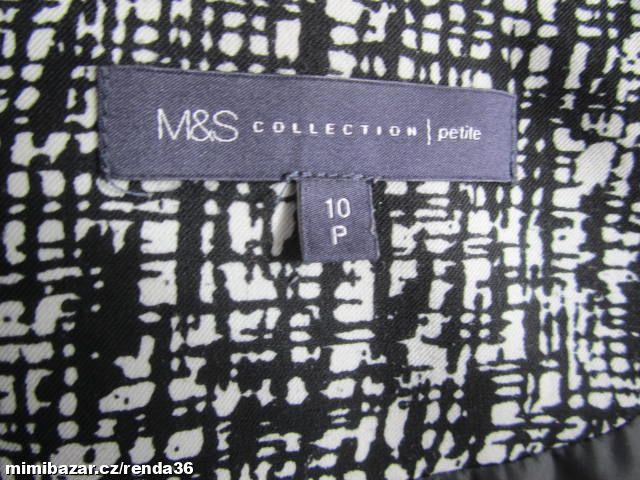 M&S COLLECTION | petite
10
P
mimibazar.cz/renda36